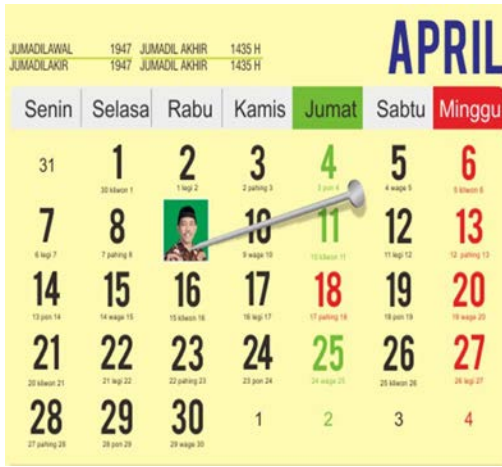 JUMADILAWAL 1947 JUMADIL AKHIR 1435 H
JUMADILAKIR 1947 JUMADIL AKHIR 1435 H
APRIL
Senin Selasa Rabu Kamis Jumat Sabtu Minggu
31 1 2 3 4 5 6
30 kliwon 1 1 legi 2 2 pahing 3 3 pon 4 4 wage 5 5 kliwon 6
7 8 10 11 12 13
6 legi 7 7 pahing 8 9 wage 10 10 kliwon 11 11 legi 12 12 pahing 13
14 15 16 17 18 19 20
13 pon 14 14 wage 15 15 kliwon 16 16 legi 17 17 pahing 18 18 pon 19 19 wage 20
21 22 23 24 25 26 27
20 kliwon 21 21 legi 22 22 pahing 23 23 pon 24 24 wage 25 25 kliwon 26 26 legi 27
28 29 30 1 2 3 4
27 pahing 28 28 pon 29 29 wage 30